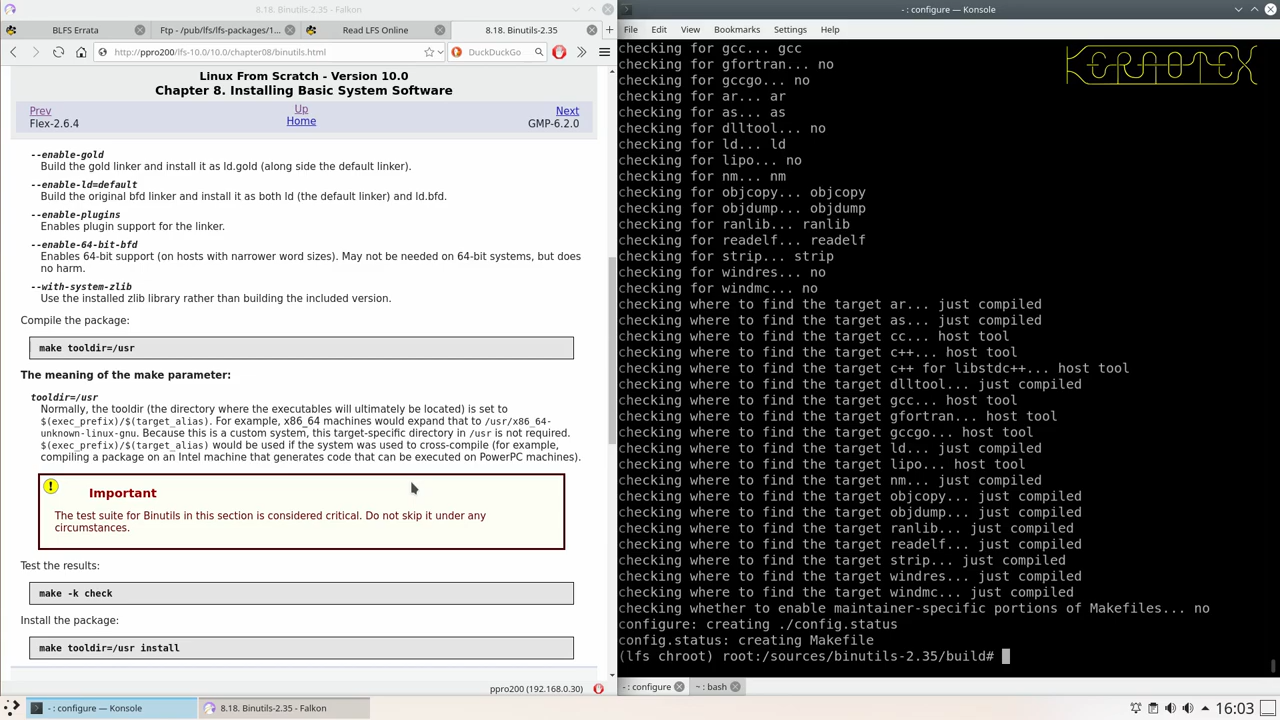 8.18. Binutils-2.35 - Falkon
BLFS Errata
Ftp - /pub/lfs/lfs-packages/1...
Read LFS Online
8.18. Binutils-2.35
http://ppro200/lfs-10.0/10.0/chapter08/binutils.html
DuckDuckGo
Linux From Scratch - Version 10.0
Chapter 8. Installing Basic System Software
Prev
Up
Next
Flex-2.6.4
Home
GMP-6.2.0
--enable-gold
Build the gold linker and install it as ld.gold (along side the default linker).
--enable-ld=default
Build the original bfd linker and install it as both ld (the default linker) and ld.bfd.
--enable-plugins
Enables plugin support for the linker.
--enable-64-bit-bfd
Enables 64-bit support (on hosts with narrower word sizes). May not be needed on 64-bit systems, but does
no harm.
--with-system-zlib
Use the installed zlib library rather than building the included version.
Compile the package:
make tooldir=/usr
The meaning of the make parameter:
tooldir=/usr
Normally, the tooldir (the directory where the executables will ultimately be located) is set to
$(exec_prefix)/$(target_alias). For example, x86_64 machines would expand that to /usr/x86_64-
unknown-linux-gnu. Because this is a custom system, this target-specific directory in /usr is not required.
$(exec_prefix)/$(target_alias) would be used if the system was used to cross-compile (for example,
compiling a package on an Intel machine that generates code that can be executed on PowerPC machines).
!
Important
The test suite for Binutils in this section is considered critical. Do not skip it under any
circumstances.
Test the results:
make -k check
Install the package:
make tooldir=/usr install
ppro200 (192.168.0.30)
- : configure — Konsole
File Edit View Bookmarks Settings Help
KERAOTEX
checking for gcc... gcc
checking for gfortran... no
checking for gccgo... no
checking for ar... ar
checking for as... as
checking for dlltool... no
checking for ld... ld
checking for lipo... no
checking for nm... nm
checking for objcopy... objcopy
checking for objdump... objdump
checking for ranlib... ranlib
checking for readelf... readelf
checking for strip... strip
checking for windres... no
checking for windmc... no
checking where to find the target ar... just compiled
checking where to find the target as... just compiled
checking where to find the target cc... host tool
checking where to find the target c++... host tool
checking where to find the target c++ for libstdc++... host tool
checking where to find the target dlltool... just compiled
checking where to find the target gcc... host tool
checking where to find the target gfortran... host tool
checking where to find the target gccgo... host tool
checking where to find the target ld... just compiled
checking where to find the target lipo... host tool
checking where to find the target nm... just compiled
checking where to find the target objcopy... just compiled
checking where to find the target objdump... just compiled
checking where to find the target ranlib... just compiled
checking where to find the target readelf... just compiled
checking where to find the target strip... just compiled
checking where to find the target windres... just compiled
checking where to find the target windmc... just compiled
checking whether to enable maintainer-specific portions of Makefiles... no
configure: creating ./config.status
config.status: creating Makefile
(lfs chroot) root:/sources/binutils-2.35/build#
- : configure
~ : bash
- : configure — Konsole
8.18. Binutils-2.35 - Falkon
16:03